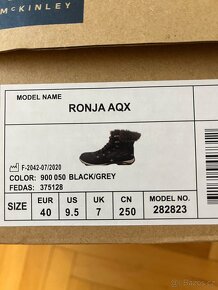 McKINLEY
MODEL NAME
RONJA AQX
F-2042-07/2020
COLOR: 900 050 BLACK/GREY
FEDAS: 375128
SIZE EUR 40 US 9.5 UK 7 CN 250 MODEL NO. 282823